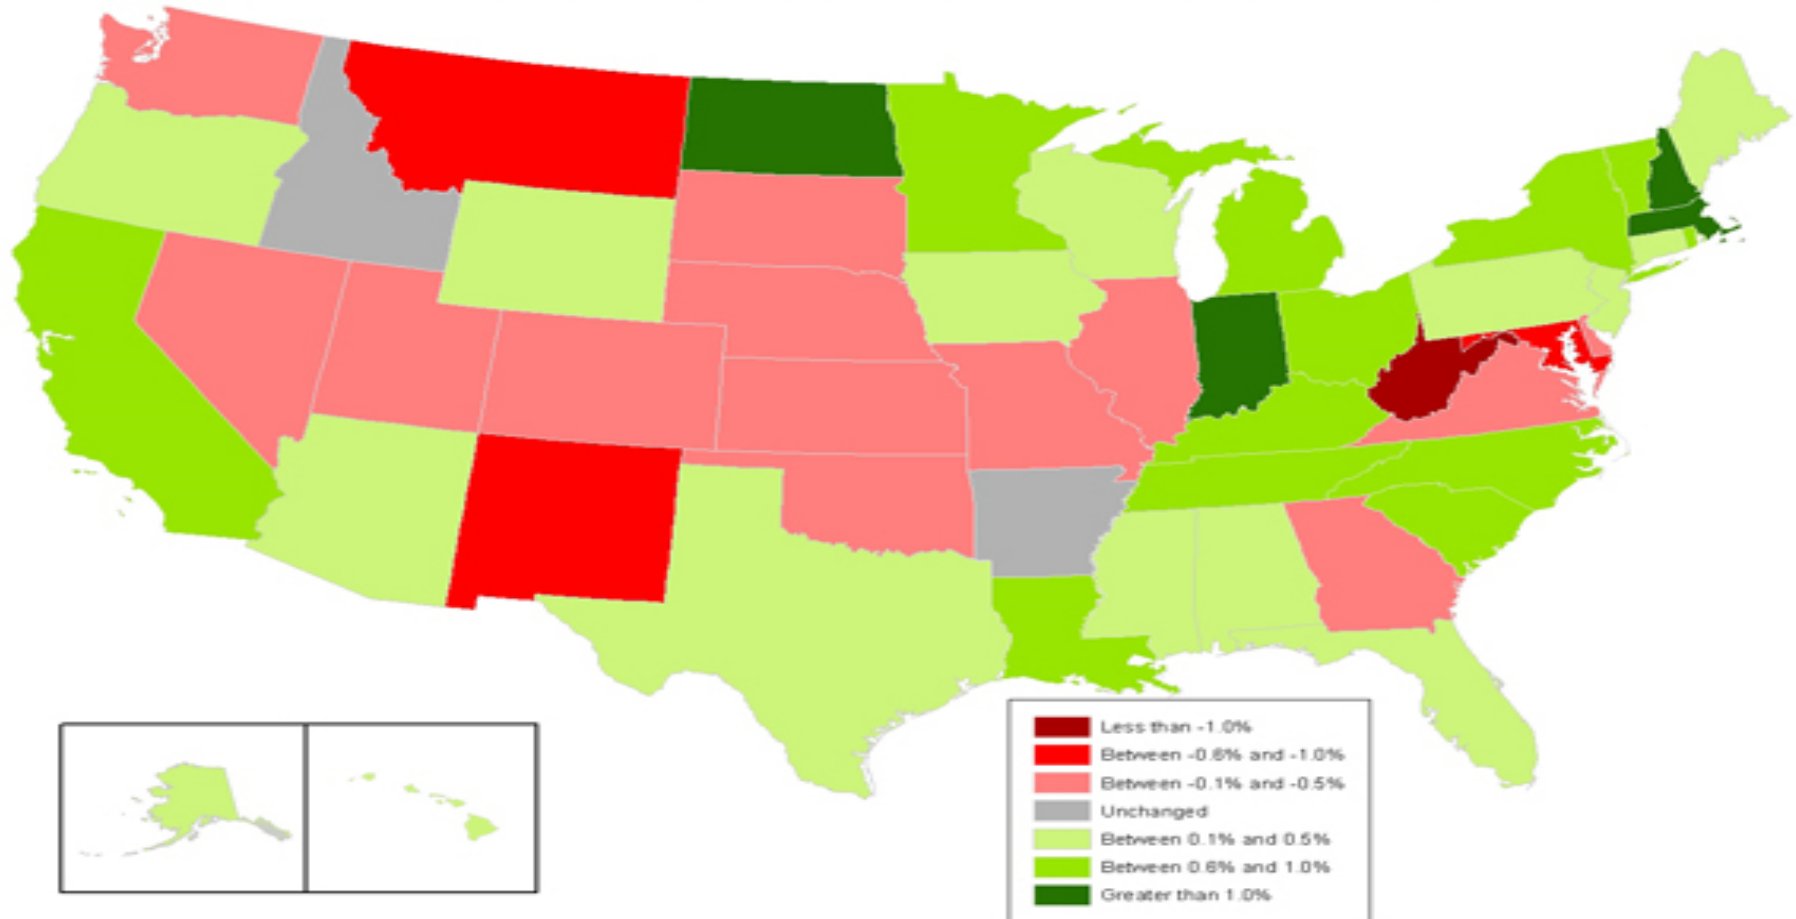 Less than -1.0%
Between -0.6% and -1.0%
Between -0.1% and -0.5%
Unchanged
Between 0.1% and 0.5%
Between 0.6% and 1.0%
Greater than 1.0%